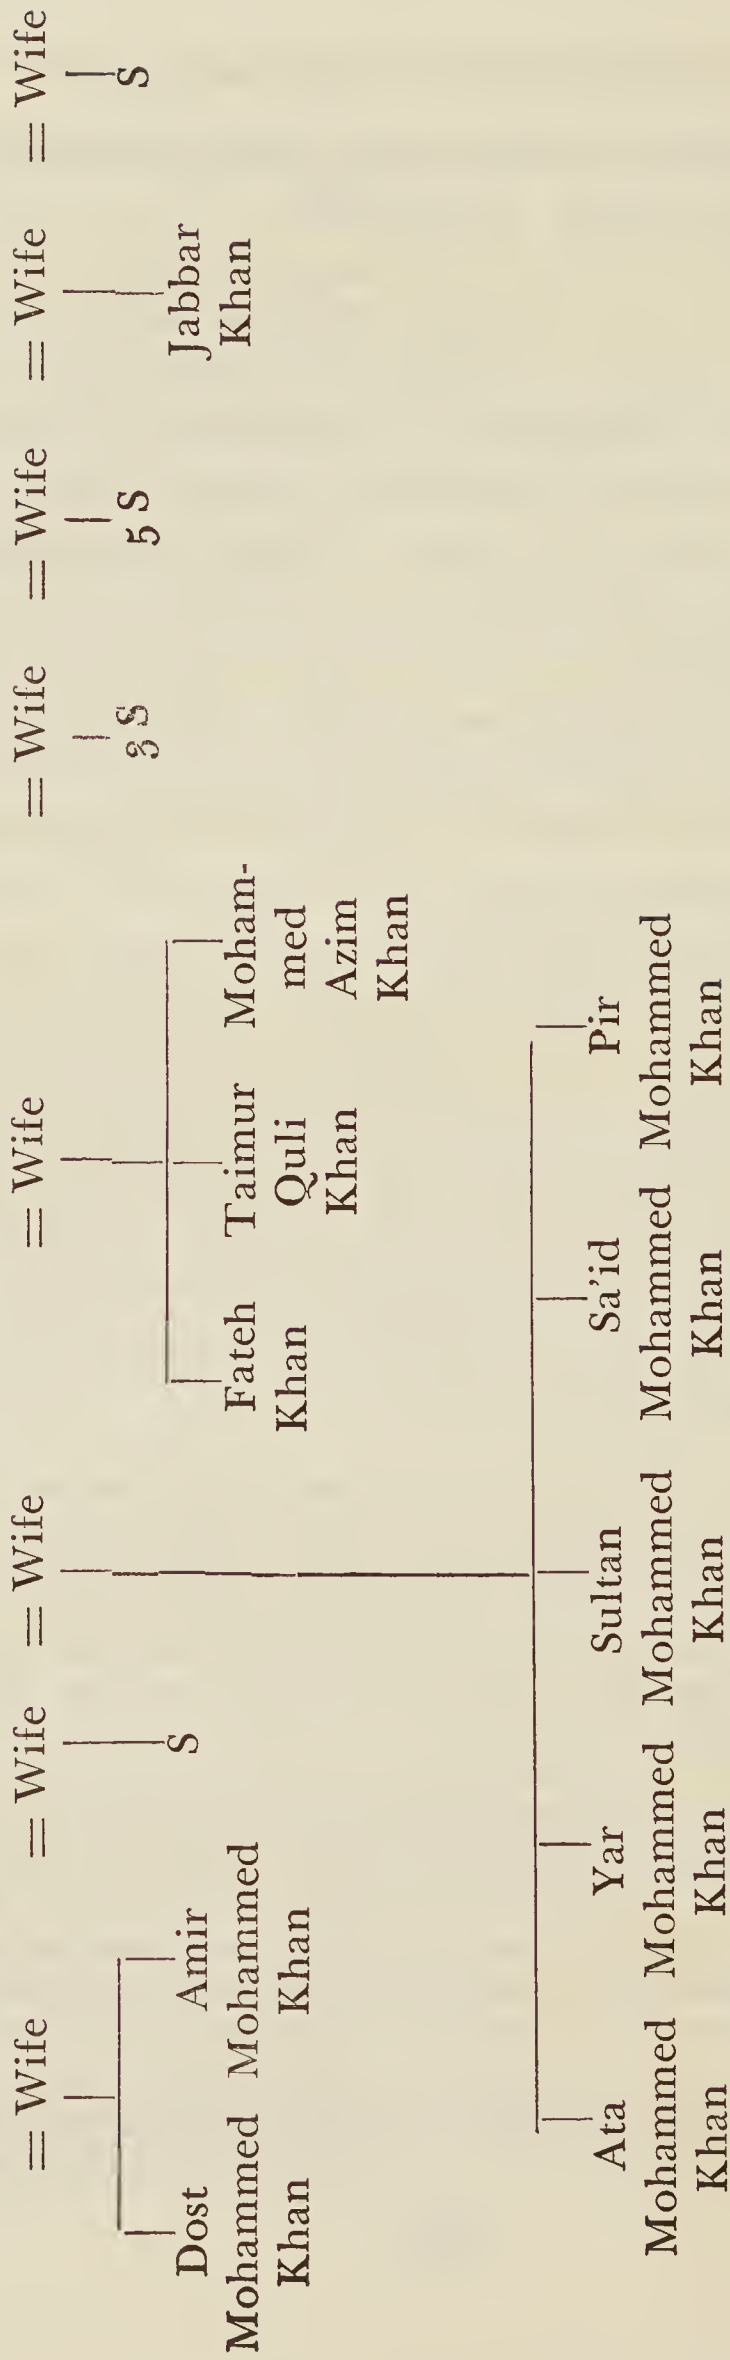 = Wife = Wife = Wife = Wife = Wife = Wife = Wife = Wife
Dost
Mohammed
Khan
Amir
Mohammed
Khan
S
Fateh
Khan
Taimur
Quli
Khan
Moham-
med
Azim
Khan
3 S
5 S
Jabbar
Khan
S
Ata
Mohammed
Khan
Yar
Mohammed
Khan
Sultan
Mohammed
Khan
Sa'id
Mohammed
Khan
Pir
Mohammed
Khan